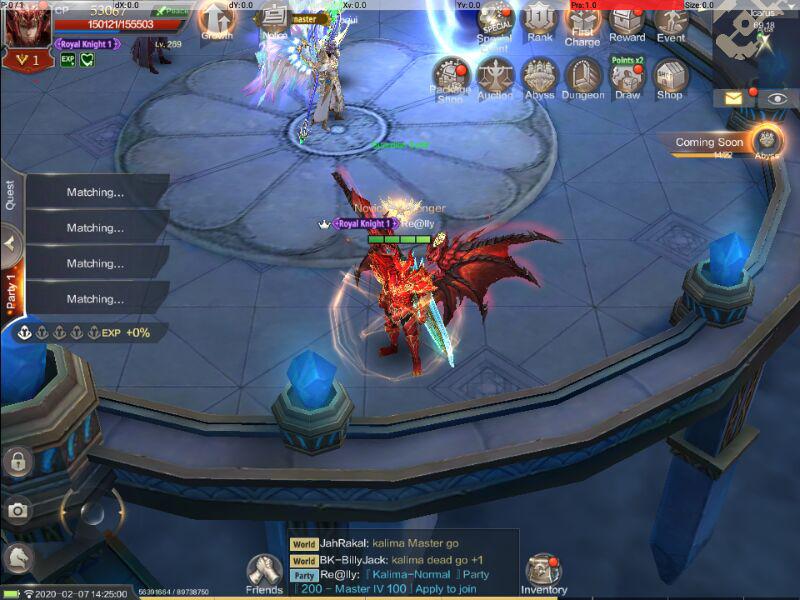 P:0 / 1
dX:0.0
dY:0.0
Xv:0.0
Yv:0.0
Prs:1.0
Size:0.0
CP 53067
Peace
150121/155503
Royal Knight 1
Lv. 269
V 1
EXP
Growth
Notice
master
SPECIAL
Special Event
Rank
First Charge
Reward
Event
Icarus
Package Shop
Auction
Abyss
Dungeon
Points x2
Draw
Shop
Coming Soon
Abyss
Quest
Party 1
Matching...
Matching...
Matching...
Matching...
EXP +0%
Royal Knight 1
Re@lly
World JahRakal: kalima Master go
World BK-BillyJack: kalima dead go +1
Party Re@lly: 『Kalima-Normal 』Party
『200 - Master IV 100』Apply to join
Friends
Inventory
2020-02-07 14:25:00
56391664 / 89738750